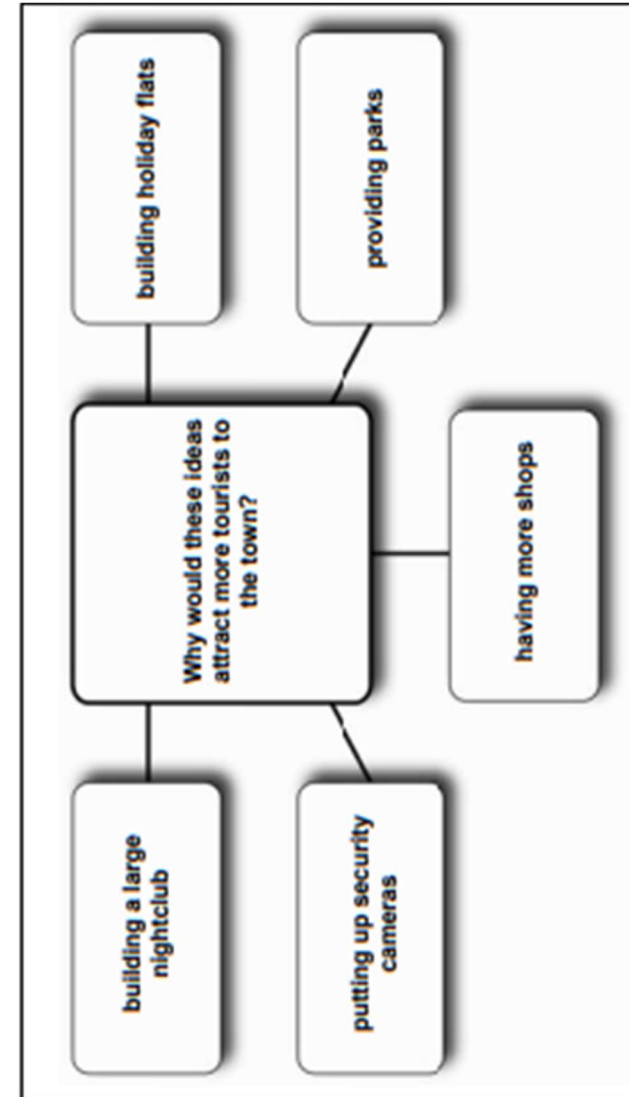 building a large
nightclub
Why would these ideas
attract more tourists to
the town?
building holiday flats
putting up security
cameras
having more shops
providing parks